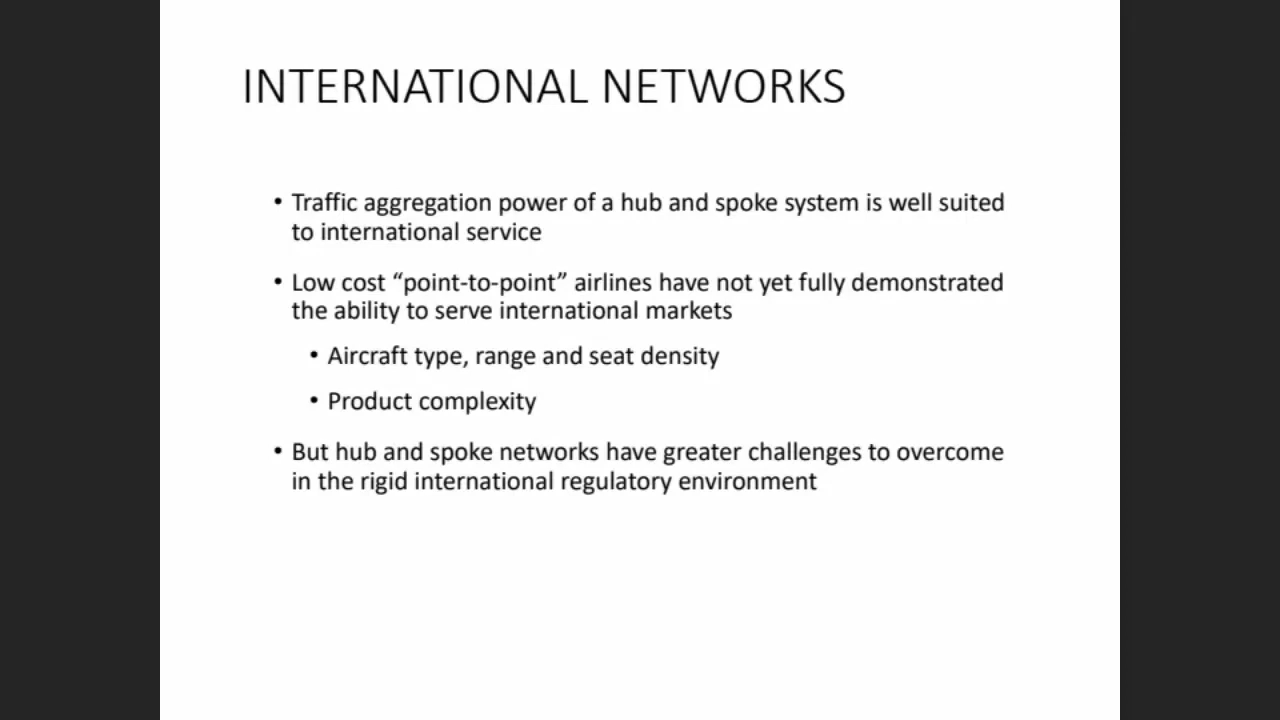 INTERNATIONAL NETWORKS
• Traffic aggregation power of a hub and spoke system is well suited
to international service
• Low cost “point-to-point” airlines have not yet fully demonstrated
the ability to serve international markets
• Aircraft type, range and seat density
• Product complexity
• But hub and spoke networks have greater challenges to overcome
in the rigid international regulatory environment